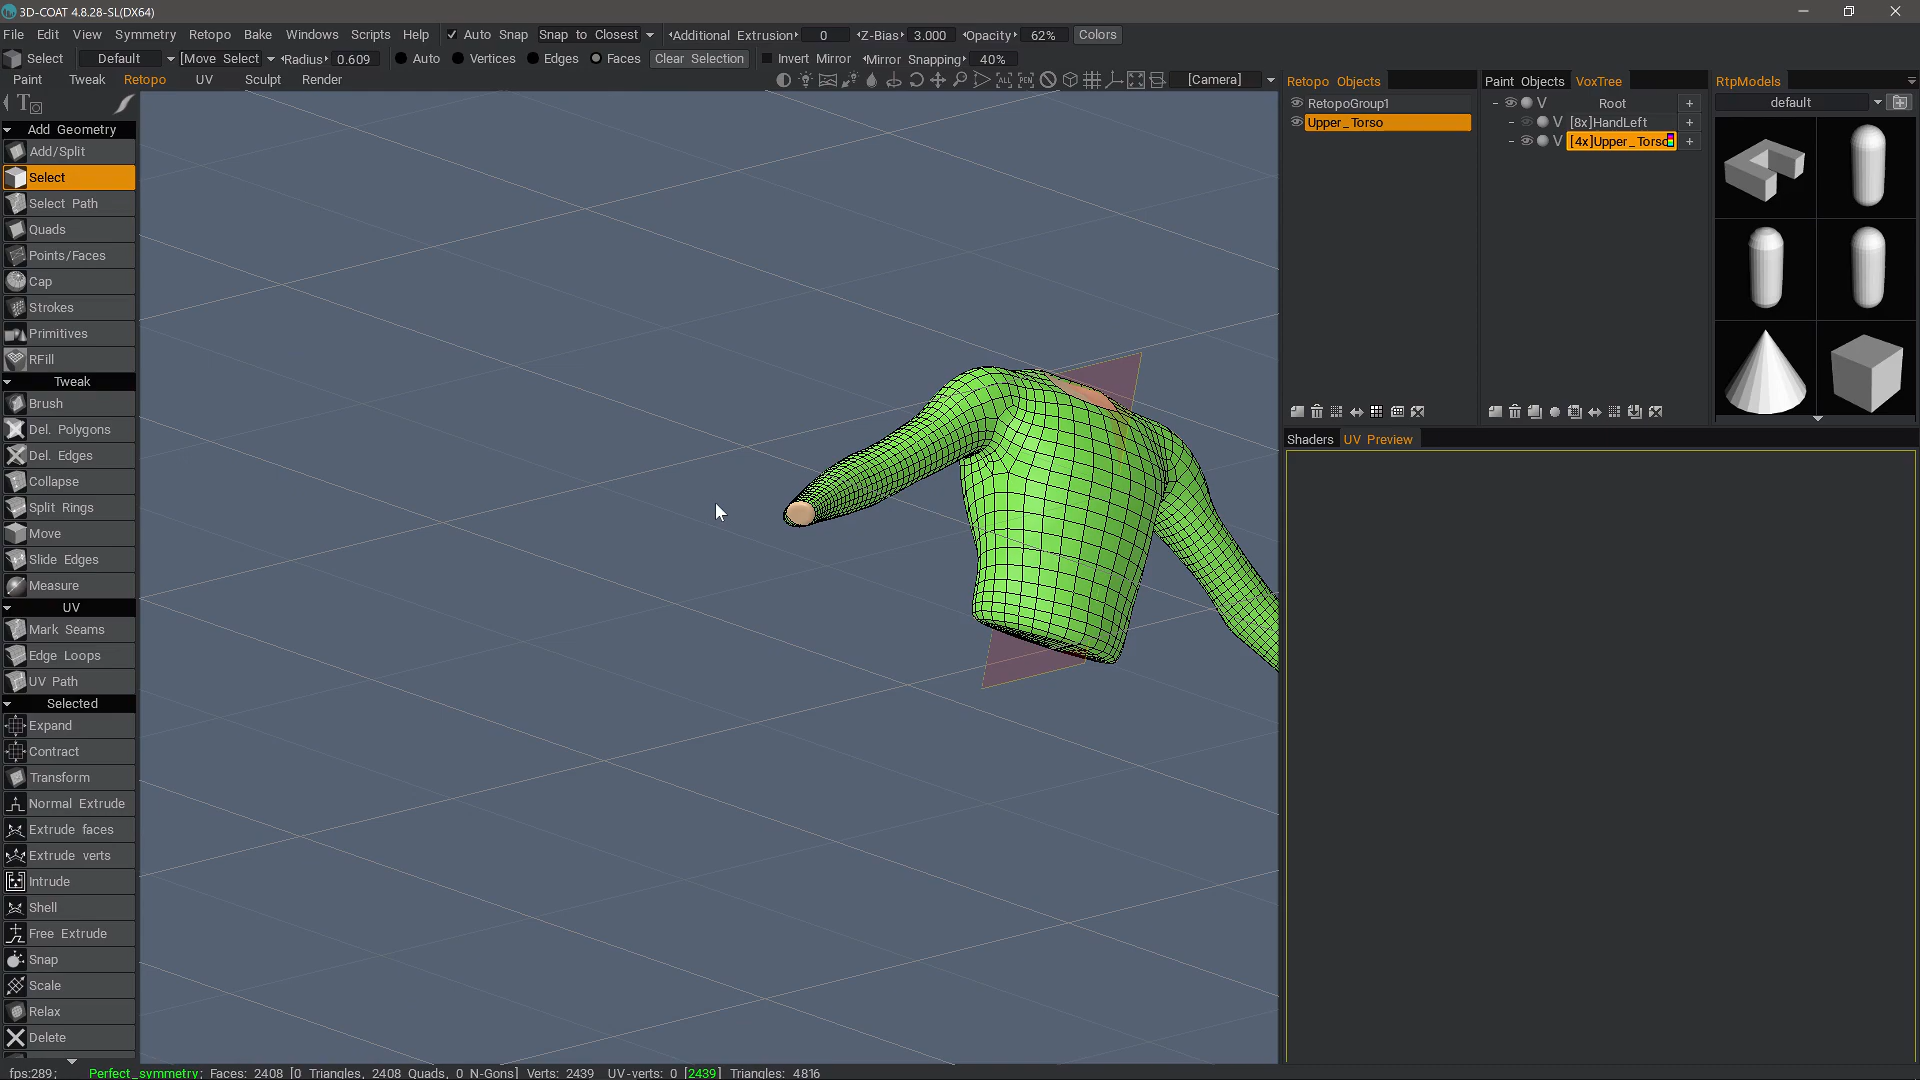 3D-COAT 4.8.28-SL(DX64)
File Edit View Symmetry Retopo Bake Windows Scripts Help Auto Snap Snap to Closest Additional Extrusion 0 Z-Bias 3.000 Opacity 62% Colors
Select Default [Move Select Radius 0.609 Auto Vertices Edges Faces Clear Selection Invert Mirror Mirror Snapping 40%
Paint Tweak Retopo UV Sculpt Render ALL PEN [Camera]
Retopo Objects
Paint Objects VoxTree
RtpModels
RetopoGroup1
Upper_Torso
V Root +
V [8x]HandLeft +
V [4x]Upper_Torso +
default
Add Geometry
Add/Split
Select
Select Path
Quads
Points/Faces
Cap
Strokes
Primitives
RFill
Tweak
Brush
Del. Polygons
Del. Edges
Collapse
Split Rings
Move
Slide Edges
Measure
UV
Mark Seams
Edge Loops
UV Path
Selected
Expand
Contract
Transform
Normal Extrude
Extrude faces
Extrude verts
Intrude
Shell
Free Extrude
Snap
Scale
Relax
Delete
Shaders UV Preview
fps:289; Perfect_symmetry; Faces: 2408 [0 Triangles, 2408 Quads, 0 N-Gons] Verts: 2439 UV-verts: 0 [2439] Triangles: 4816